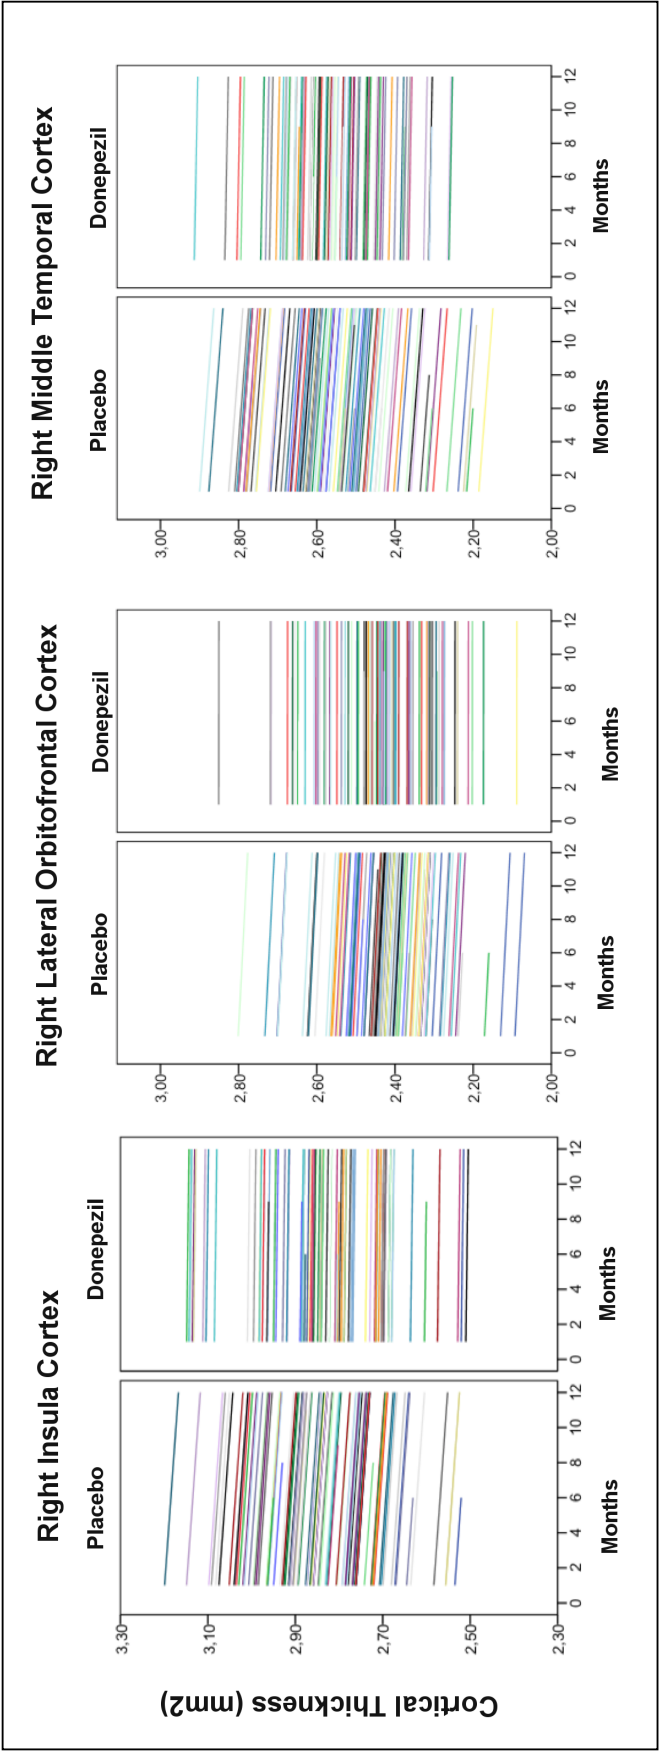 Right Insula Cortex
Right Lateral Orbitofrontal Cortex
Right Middle Temporal Cortex
Placebo
Donepezil
Placebo
Donepezil
Placebo
Donepezil
Cortical Thickness (mm2)
3,30
3,10
2,90
2,70
2,50
2,30
3,00
2,80
2,60
2,40
2,20
2,00
3,00
2,80
2,60
2,40
2,20
2,00
0 2 4 6 8 10 12
0 2 4 6 8 10 12
0 2 4 6 8 10 12
0 2 4 6 8 10 12
0 2 4 6 8 10 12
0 2 4 6 8 10 12
Months
Months
Months
Months
Months
Months